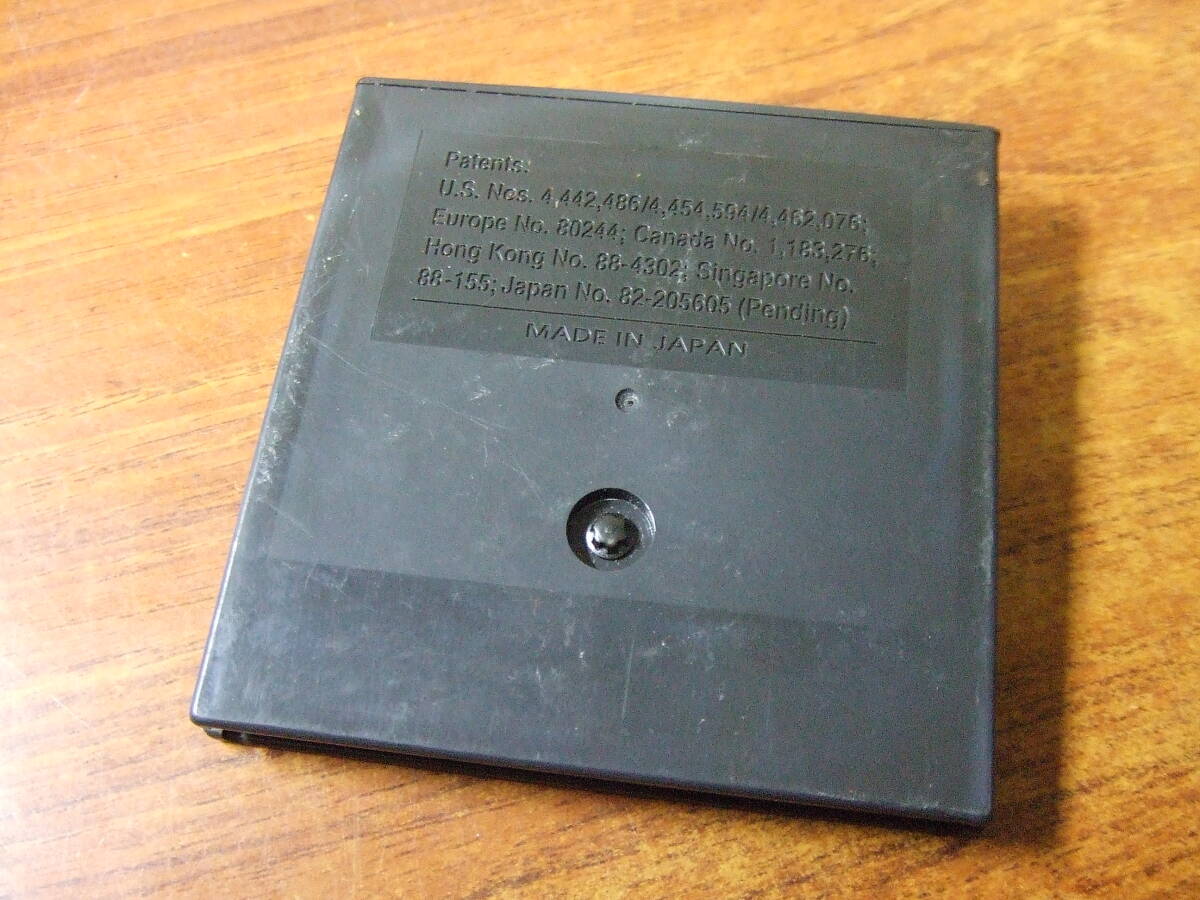 Patents:
U.S. Nos. 4,442,486/4,454,594/4,462,076;
Europe No. 80244; Canada No. 1,183,276;
Hong Kong No. 88-4302; Singapore No.
88-155; Japan No. 82-205605 (Pending)
MADE IN JAPAN